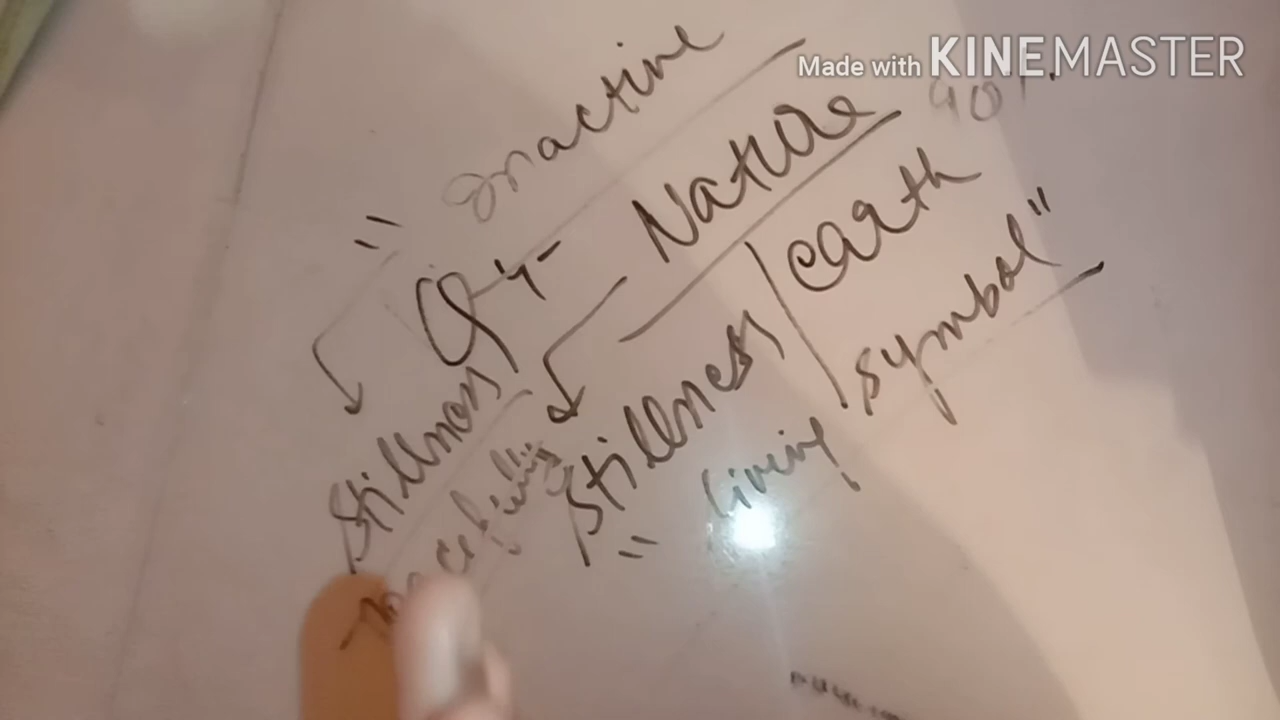 Made with KINEMASTER
" Inactive
Q4- Nature
Stillness
Stillness / earth
" living symbol"